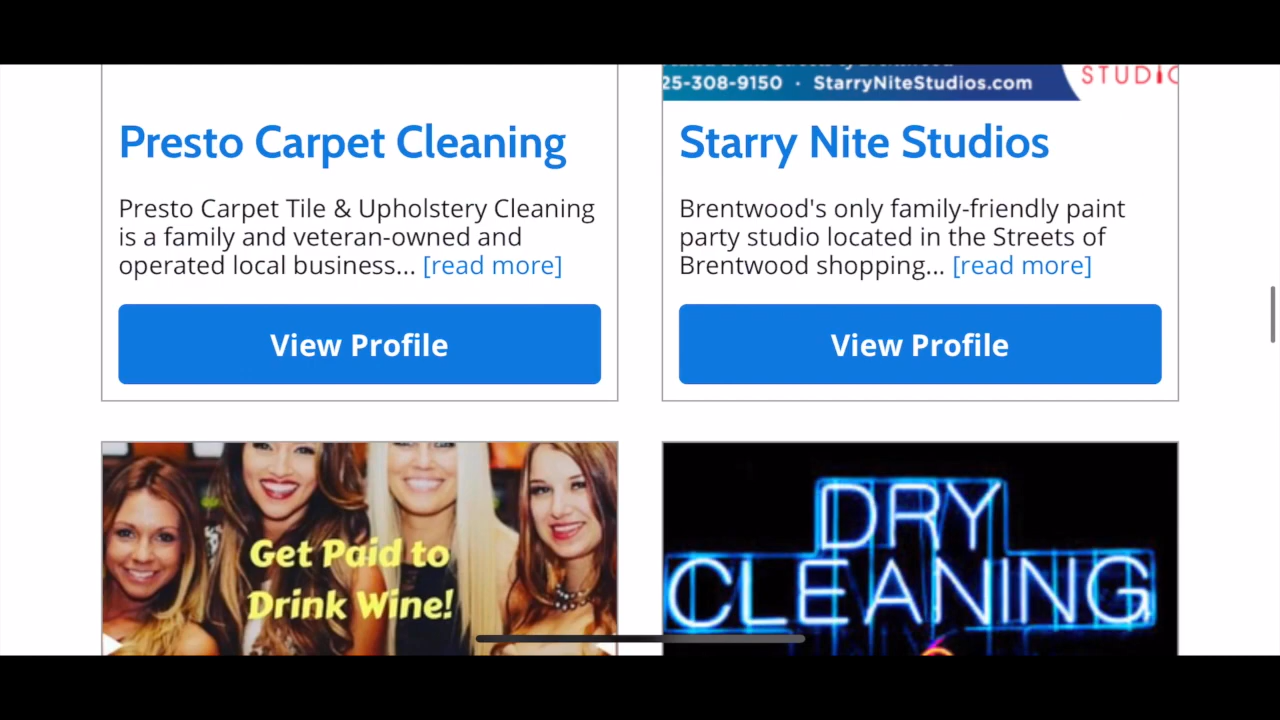 25-308-9150 · StarryNiteStudios.com
STUDIO
Presto Carpet Cleaning
Starry Nite Studios
Presto Carpet Tile & Upholstery Cleaning
is a family and veteran-owned and
operated local business... [read more]
Brentwood's only family-friendly paint
party studio located in the Streets of
Brentwood shopping... [read more]
View Profile
View Profile
Get Paid to
Drink Wine!
DRY
CLEANING